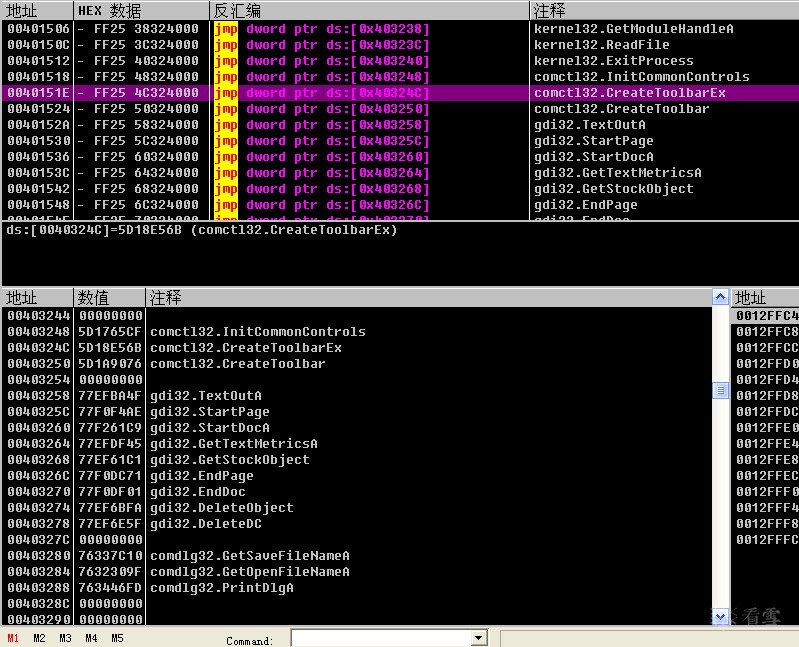 地址 HEX 数据 反汇编 注释
00401506 - FF25 38324000 jmp dword ptr ds:[0x403238] kernel32.GetModuleHandleA
0040150C - FF25 3C324000 jmp dword ptr ds:[0x40323C] kernel32.ReadFile
00401512 - FF25 40324000 jmp dword ptr ds:[0x403240] kernel32.ExitProcess
00401518 - FF25 48324000 jmp dword ptr ds:[0x403248] comctl32.InitCommonControls
0040151E - FF25 4C324000 jmp dword ptr ds:[0x40324C] comctl32.CreateToolbarEx
00401524 - FF25 50324000 jmp dword ptr ds:[0x403250] comctl32.CreateToolbar
0040152A - FF25 58324000 jmp dword ptr ds:[0x403258] gdi32.TextOutA
00401530 - FF25 5C324000 jmp dword ptr ds:[0x40325C] gdi32.StartPage
00401536 - FF25 60324000 jmp dword ptr ds:[0x403260] gdi32.StartDocA
0040153C - FF25 64324000 jmp dword ptr ds:[0x403264] gdi32.GetTextMetricsA
00401542 - FF25 68324000 jmp dword ptr ds:[0x403268] gdi32.GetStockObject
00401548 - FF25 6C324000 jmp dword ptr ds:[0x40326C] gdi32.EndPage
ds:[0040324C]=5D18E56B (comctl32.CreateToolbarEx)
地址 数值 注释 地址
00403244 00000000 0012FFC4
00403248 5D1765CF comctl32.InitCommonControls 0012FFC8
0040324C 5D18E56B comctl32.CreateToolbarEx 0012FFCC
00403250 5D1A9076 comctl32.CreateToolbar 0012FFD0
00403254 00000000 0012FFD4
00403258 77EFBA4F gdi32.TextOutA 0012FFD8
0040325C 77F0F4AE gdi32.StartPage 0012FFDC
00403260 77F261C9 gdi32.StartDocA 0012FFE0
00403264 77EFDF45 gdi32.GetTextMetricsA 0012FFE4
00403268 77EF61C1 gdi32.GetStockObject 0012FFE8
0040326C 77F0DC71 gdi32.EndPage 0012FFEC
00403270 77F0DF01 gdi32.EndDoc 0012FFF0
00403274 77EF6BFA gdi32.DeleteObject 0012FFF4
00403278 77EF6E5F gdi32.DeleteDC 0012FFF8
0040327C 00000000 0012FFFC
00403280 76337C10 comdlg32.GetSaveFileNameA
00403284 7632309F comdlg32.GetOpenFileNameA
00403288 763446FD comdlg32.PrintDlgA
0040328C 00000000
00403290 00000000
看雪
M1 M2 M3 M4 M5 Command: